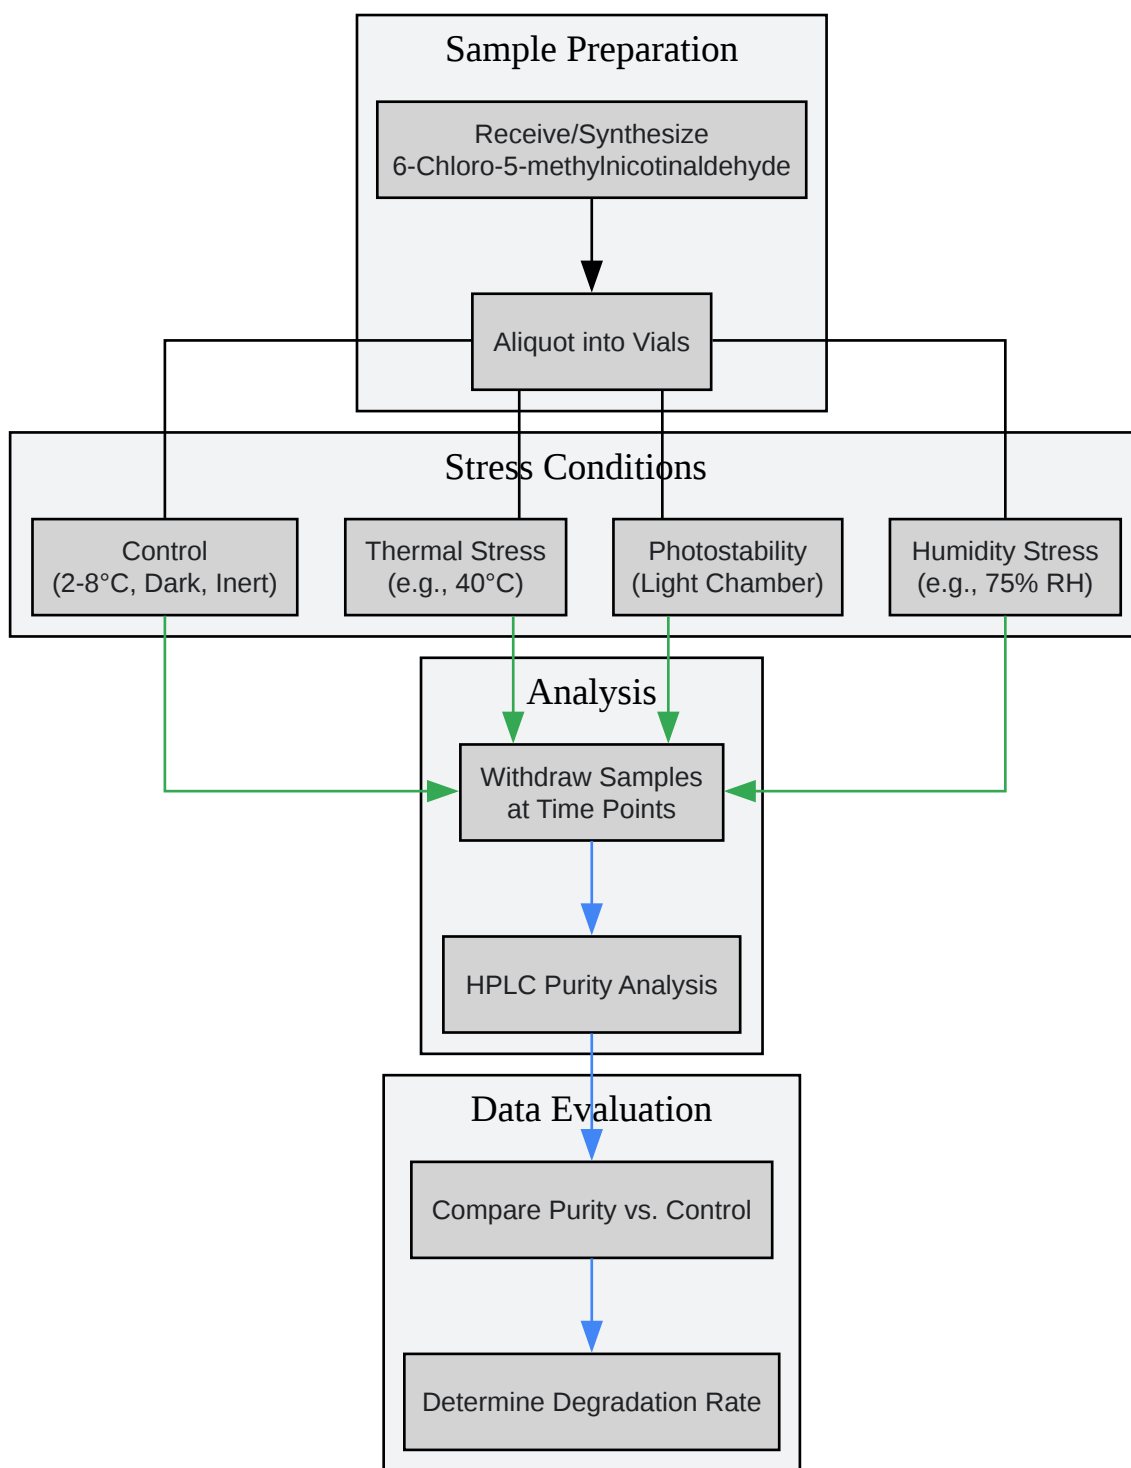 Sample Preparation
Receive/Synthesize
6-Chloro-5-methylnicotinaldehyde
Aliquot into Vials
Stress Conditions
Control
(2-8°C, Dark, Inert)
Thermal Stress
(e.g., 40°C)
Photostability
(Light Chamber)
Humidity Stress
(e.g., 75% RH)
Analysis
Withdraw Samples
at Time Points
HPLC Purity Analysis
Data Evaluation
Compare Purity vs. Control
Determine Degradation Rate